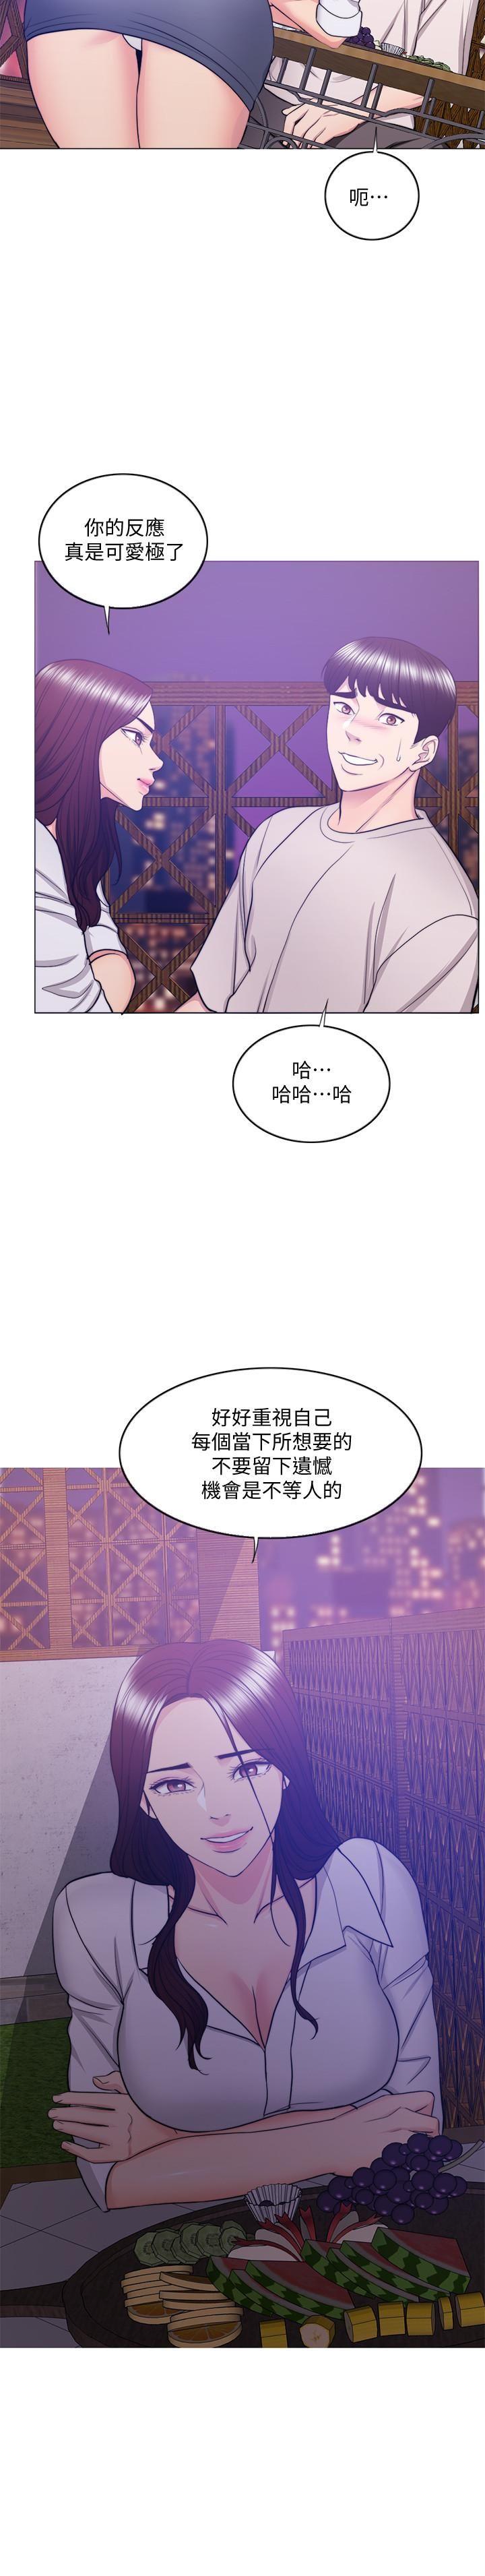 呃⋯
你的反應
真是可愛極了
哈⋯
哈哈⋯哈
好好重視自己
每個當下所想要的
不要留下遺憾
機會是不等人的